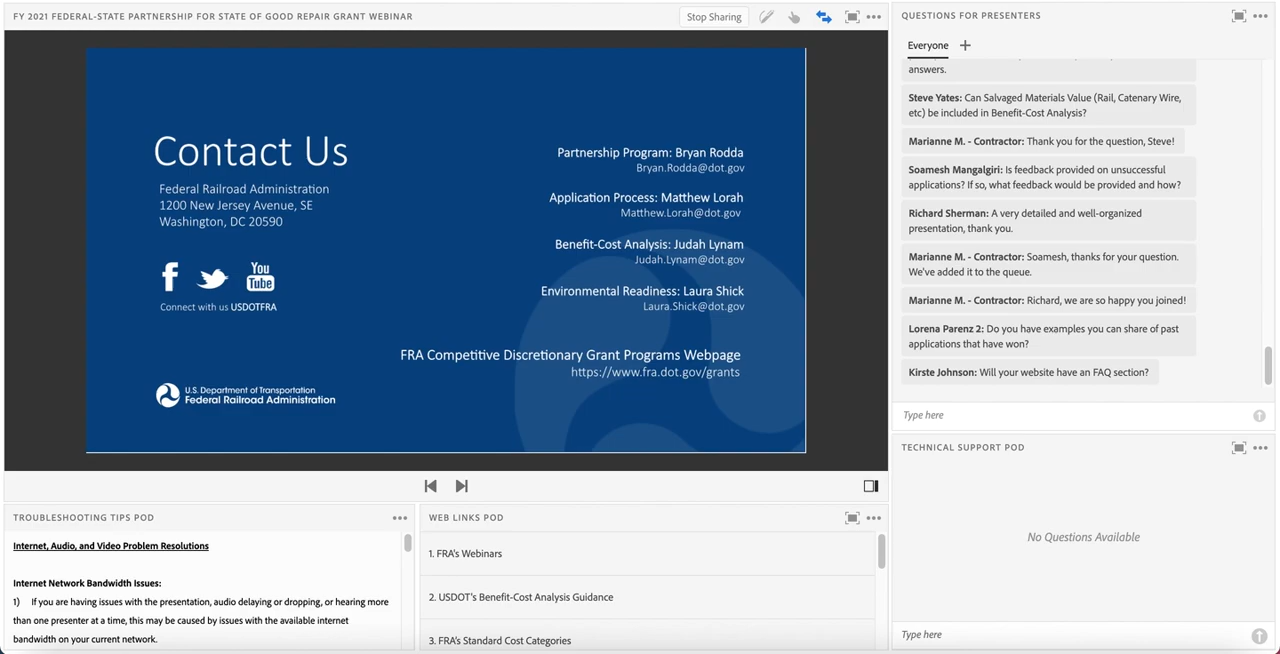 FY 2021 FEDERAL-STATE PARTNERSHIP FOR STATE OF GOOD REPAIR GRANT WEBINAR
Stop Sharing
Contact Us
Federal Railroad Administration
1200 New Jersey Avenue, SE
Washington, DC 20590
You
Tube
Connect with us USDOTFRA
U.S. Department of Transportation
Federal Railroad Administration
Partnership Program: Bryan Rodda
Bryan.Rodda@dot.gov
Application Process: Matthew Lorah
Matthew.Lorah@dot.gov
Benefit-Cost Analysis: Judah Lynam
Judah.Lynam@dot.gov
Environmental Readiness: Laura Shick
Laura.Shick@dot.gov
FRA Competitive Discretionary Grant Programs Webpage
https://www.fra.dot.gov/grants
TROUBLESHOOTING TIPS POD
Internet, Audio, and Video Problem Resolutions
Internet Network Bandwidth Issues:
1) If you are having issues with the presentation, audio delaying or dropping, or hearing more
than one presenter at a time, this may be caused by issues with the available internet
bandwidth on your current network.
WEB LINKS POD
1. FRA's Webinars
2. USDOT's Benefit-Cost Analysis Guidance
3. FRA's Standard Cost Categories
QUESTIONS FOR PRESENTERS
Everyone
answers.
Steve Yates: Can Salvaged Materials Value (Rail, Catenary Wire,
etc) be included in Benefit-Cost Analysis?
Marianne M. - Contractor: Thank you for the question, Steve!
Soamesh Mangalgiri: Is feedback provided on unsuccessful
applications? If so, what feedback would be provided and how?
Richard Sherman: A very detailed and well-organized
presentation, thank you.
Marianne M. - Contractor: Soamesh, thanks for your question.
We've added it to the queue.
Marianne M. - Contractor: Richard, we are so happy you joined!
Lorena Parenz 2: Do you have examples you can share of past
applications that have won?
Kirste Johnson: Will your website have an FAQ section?
Type here
TECHNICAL SUPPORT POD
No Questions Available
Type here